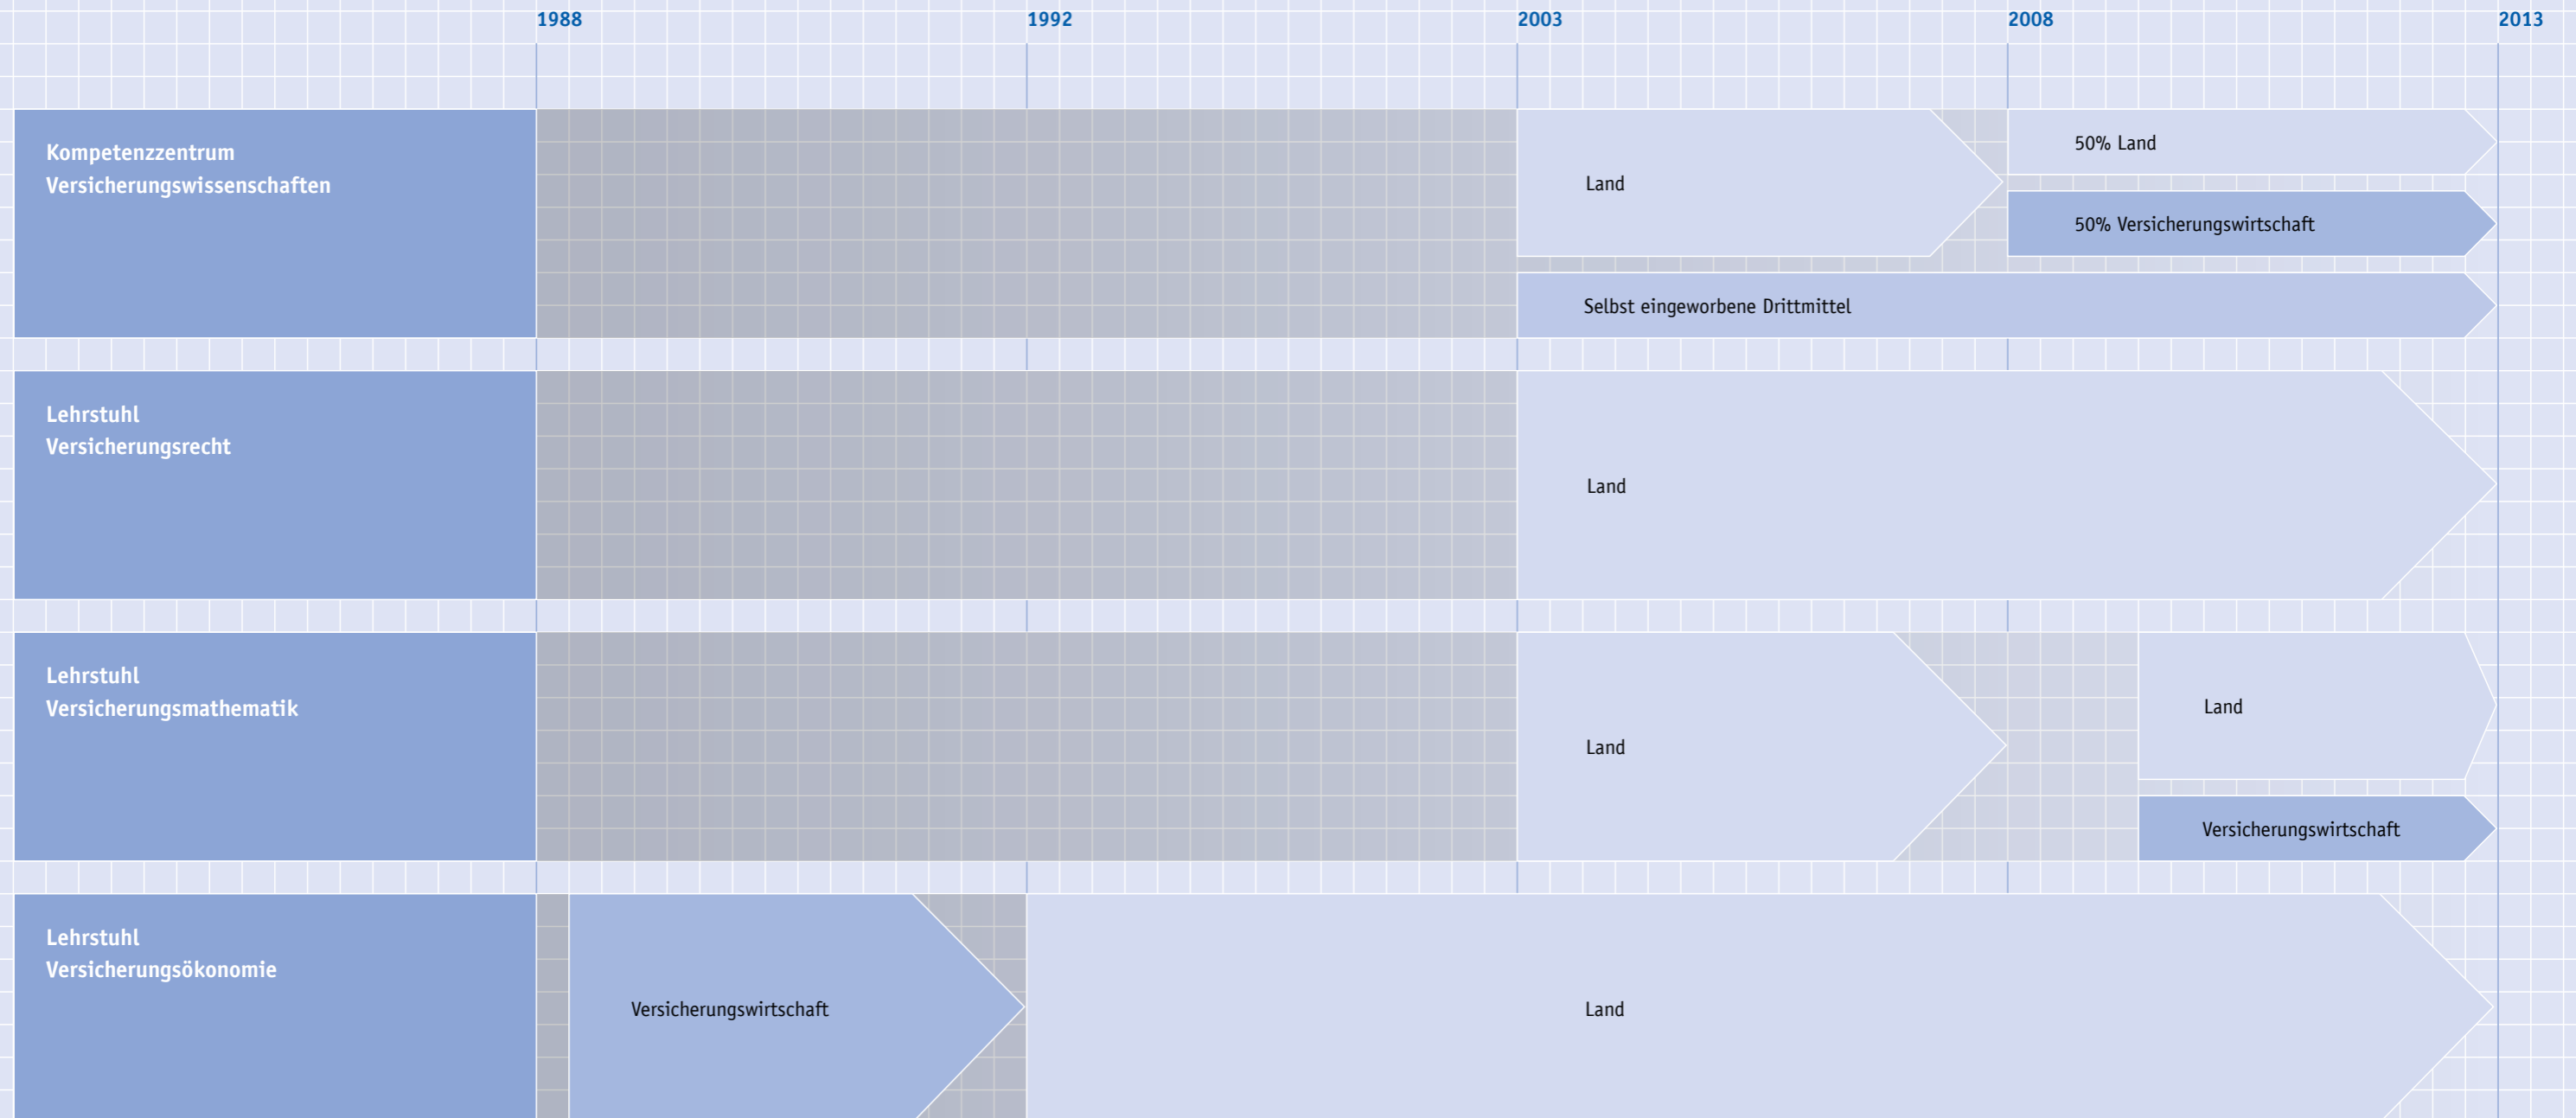 1988 1992 2003 2008 2013
Kompetenzzentrum
Versicherungswissenschaften
Land
50% Land
50% Versicherungswirtschaft
Selbst eingeworbene Drittmittel
Lehrstuhl
Versicherungsrecht
Land
Lehrstuhl
Versicherungsmathematik
Land
Land
Versicherungswirtschaft
Lehrstuhl
Versicherungsökonomie
Versicherungswirtschaft
Land